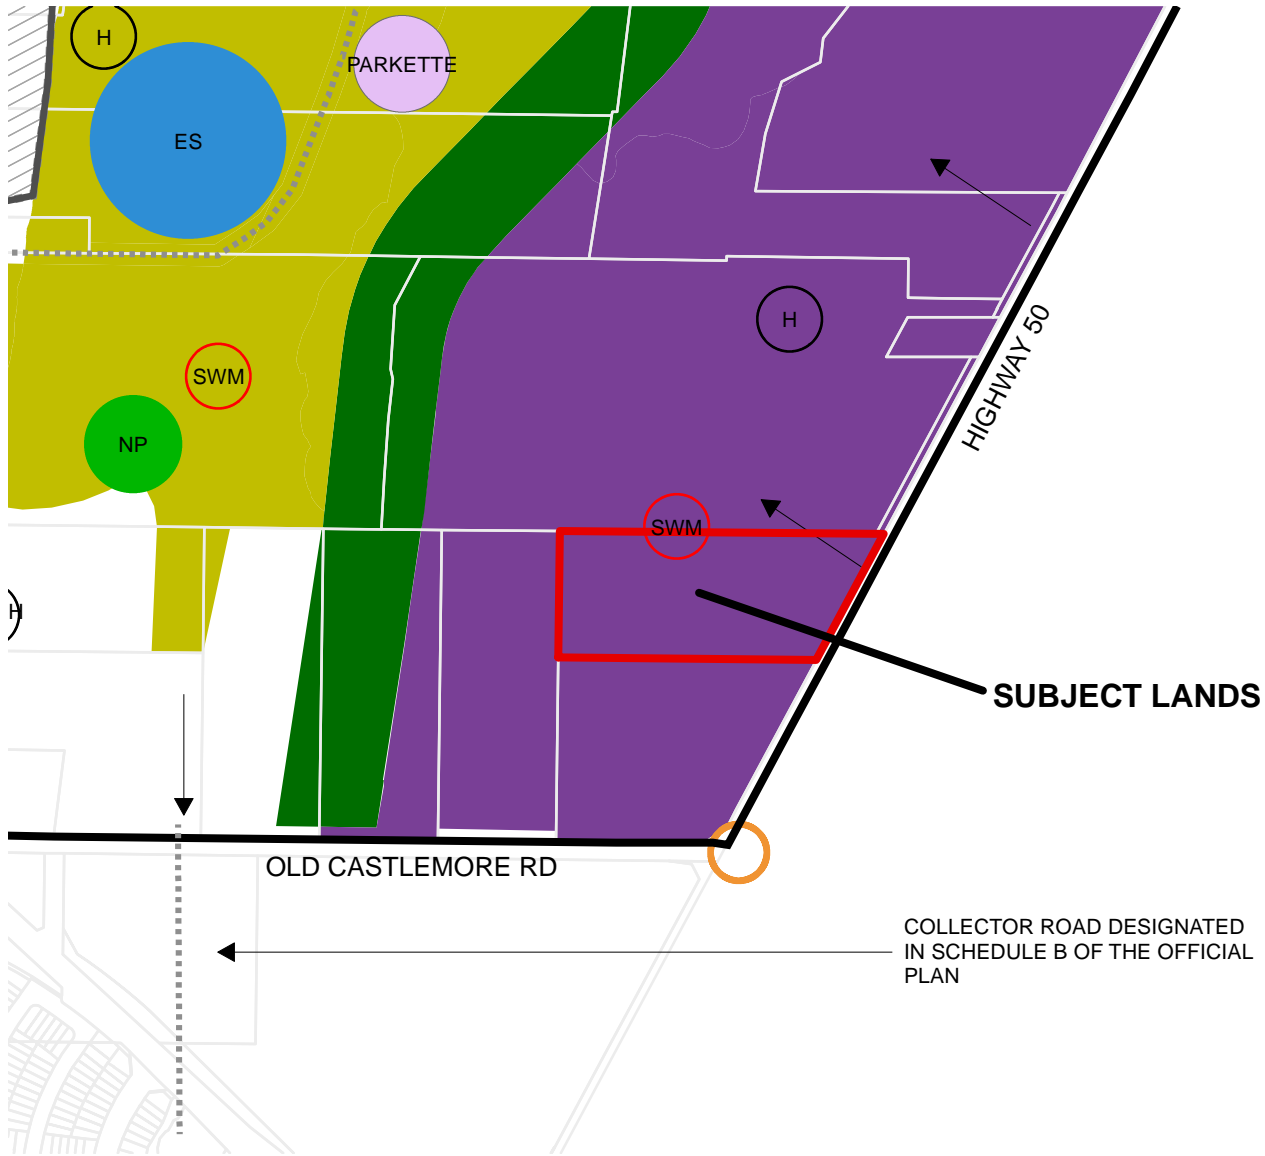 H
PARKETTE
ES
H
HIGHWAY 50
SWM
NP
SWM
H
SUBJECT LANDS
OLD CASTLEMORE RD
COLLECTOR ROAD DESIGNATED
IN SCHEDULE B OF THE OFFICIAL
PLAN